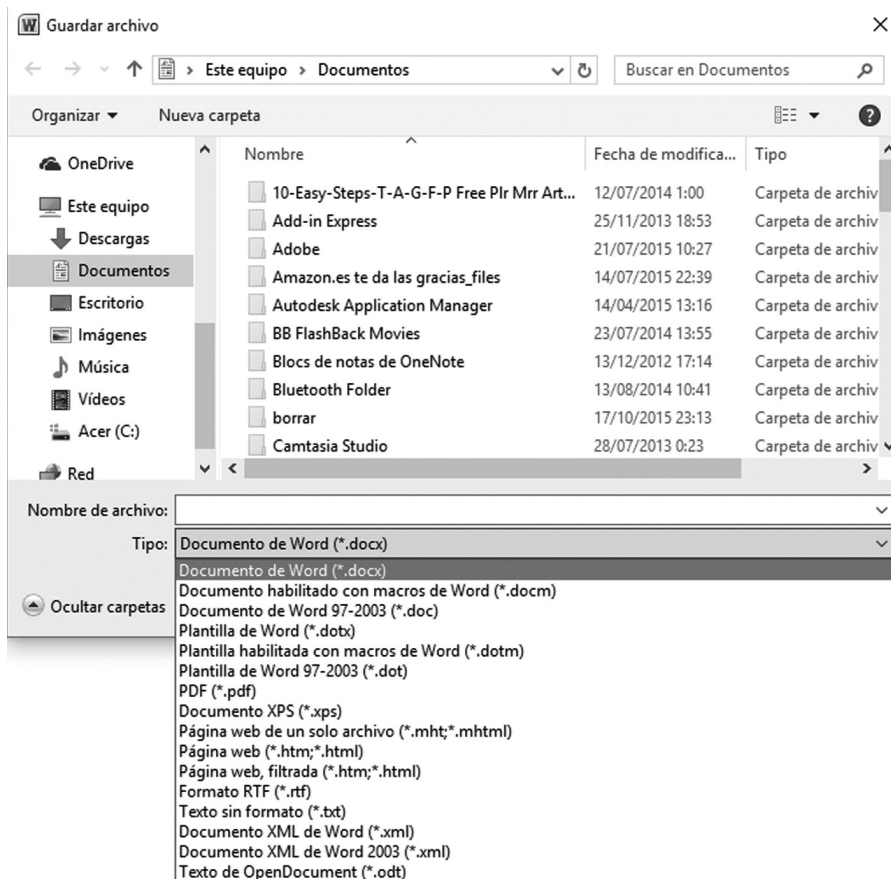 Guardar archivo
Este equipo > Documentos
Buscar en Documentos
Organizar
Nueva carpeta
OneDrive
Este equipo
Descargas
Documentos
Escritorio
Imágenes
Música
Vídeos
Acer (C:)
Red
Nombre Fecha de modifica... Tipo
10-Easy-Steps-T-A-G-F-P Free Plr Mrr Art... 12/07/2014 1:00 Carpeta de archiv
Add-in Express 25/11/2013 18:53 Carpeta de archiv
Adobe 21/07/2015 10:27 Carpeta de archiv
Amazon.es te da las gracias_files 14/07/2015 22:39 Carpeta de archiv
Autodesk Application Manager 14/04/2015 13:16 Carpeta de archiv
BB FlashBack Movies 23/07/2014 13:55 Carpeta de archiv
Blocs de notas de OneNote 13/12/2012 17:14 Carpeta de archiv
Bluetooth Folder 13/08/2014 10:41 Carpeta de archiv
borrar 17/10/2015 23:13 Carpeta de archiv
Camtasia Studio 28/07/2013 0:23 Carpeta de archiv
Nombre de archivo:
Tipo: Documento de Word (*.docx)
Documento de Word (*.docx)
Documento habilitado con macros de Word (*.docm)
Documento de Word 97-2003 (*.doc)
Plantilla de Word (*.dotx)
Plantilla habilitada con macros de Word (*.dotm)
Plantilla de Word 97-2003 (*.dot)
PDF (*.pdf)
Documento XPS (*.xps)
Página web de un solo archivo (*.mht;*.mhtml)
Página web (*.htm;*.html)
Página web, filtrada (*.htm;*.html)
Formato RTF (*.rtf)
Texto sin formato (*.txt)
Documento XML de Word (*.xml)
Documento XML de Word 2003 (*.xml)
Texto de OpenDocument (*.odt)
Ocultar carpetas